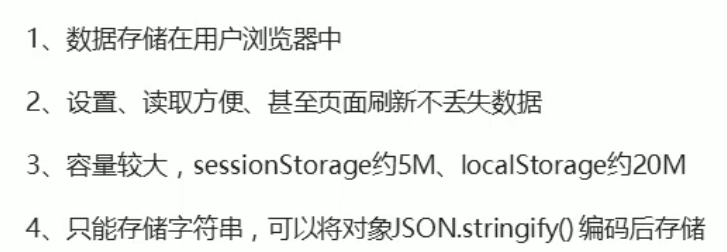 1、数据存储在用户浏览器中
2、设置、读取方便、甚至页面刷新不丢失数据
3、容量较大，sessionStorage约5M、localStorage约20M
4、只能存储字符串，可以将对象JSON.stringify() 编码后存储